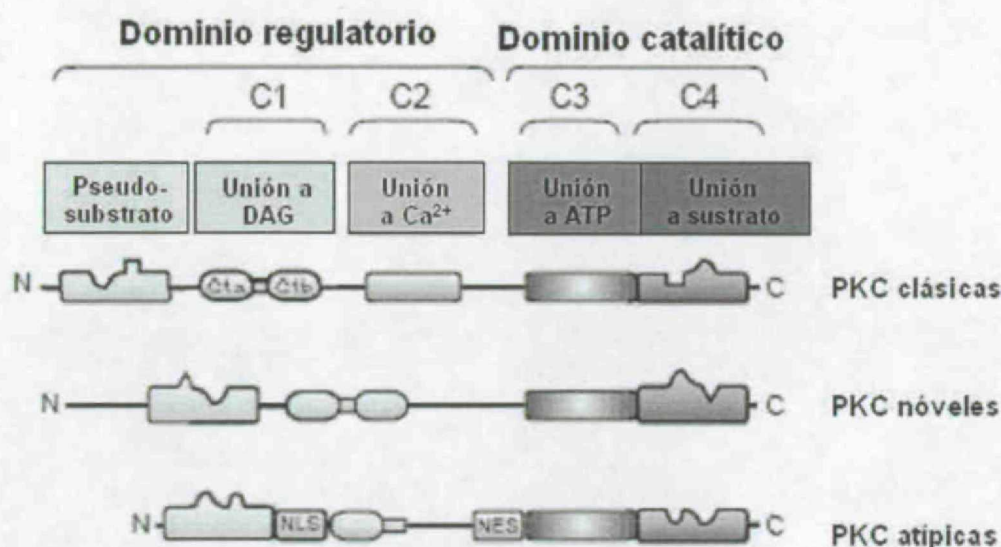 Dominio regulatorio Dominio catalítico
C1 C2 C3 C4
Pseudo-
substrato
Unión a
DAG
Unión
a Ca²⁺
Unión
a ATP
Unión
a sustrato
N C1a C1b C PKC clásicas
N C PKC nóveles
N NLS NES C PKC atípicas